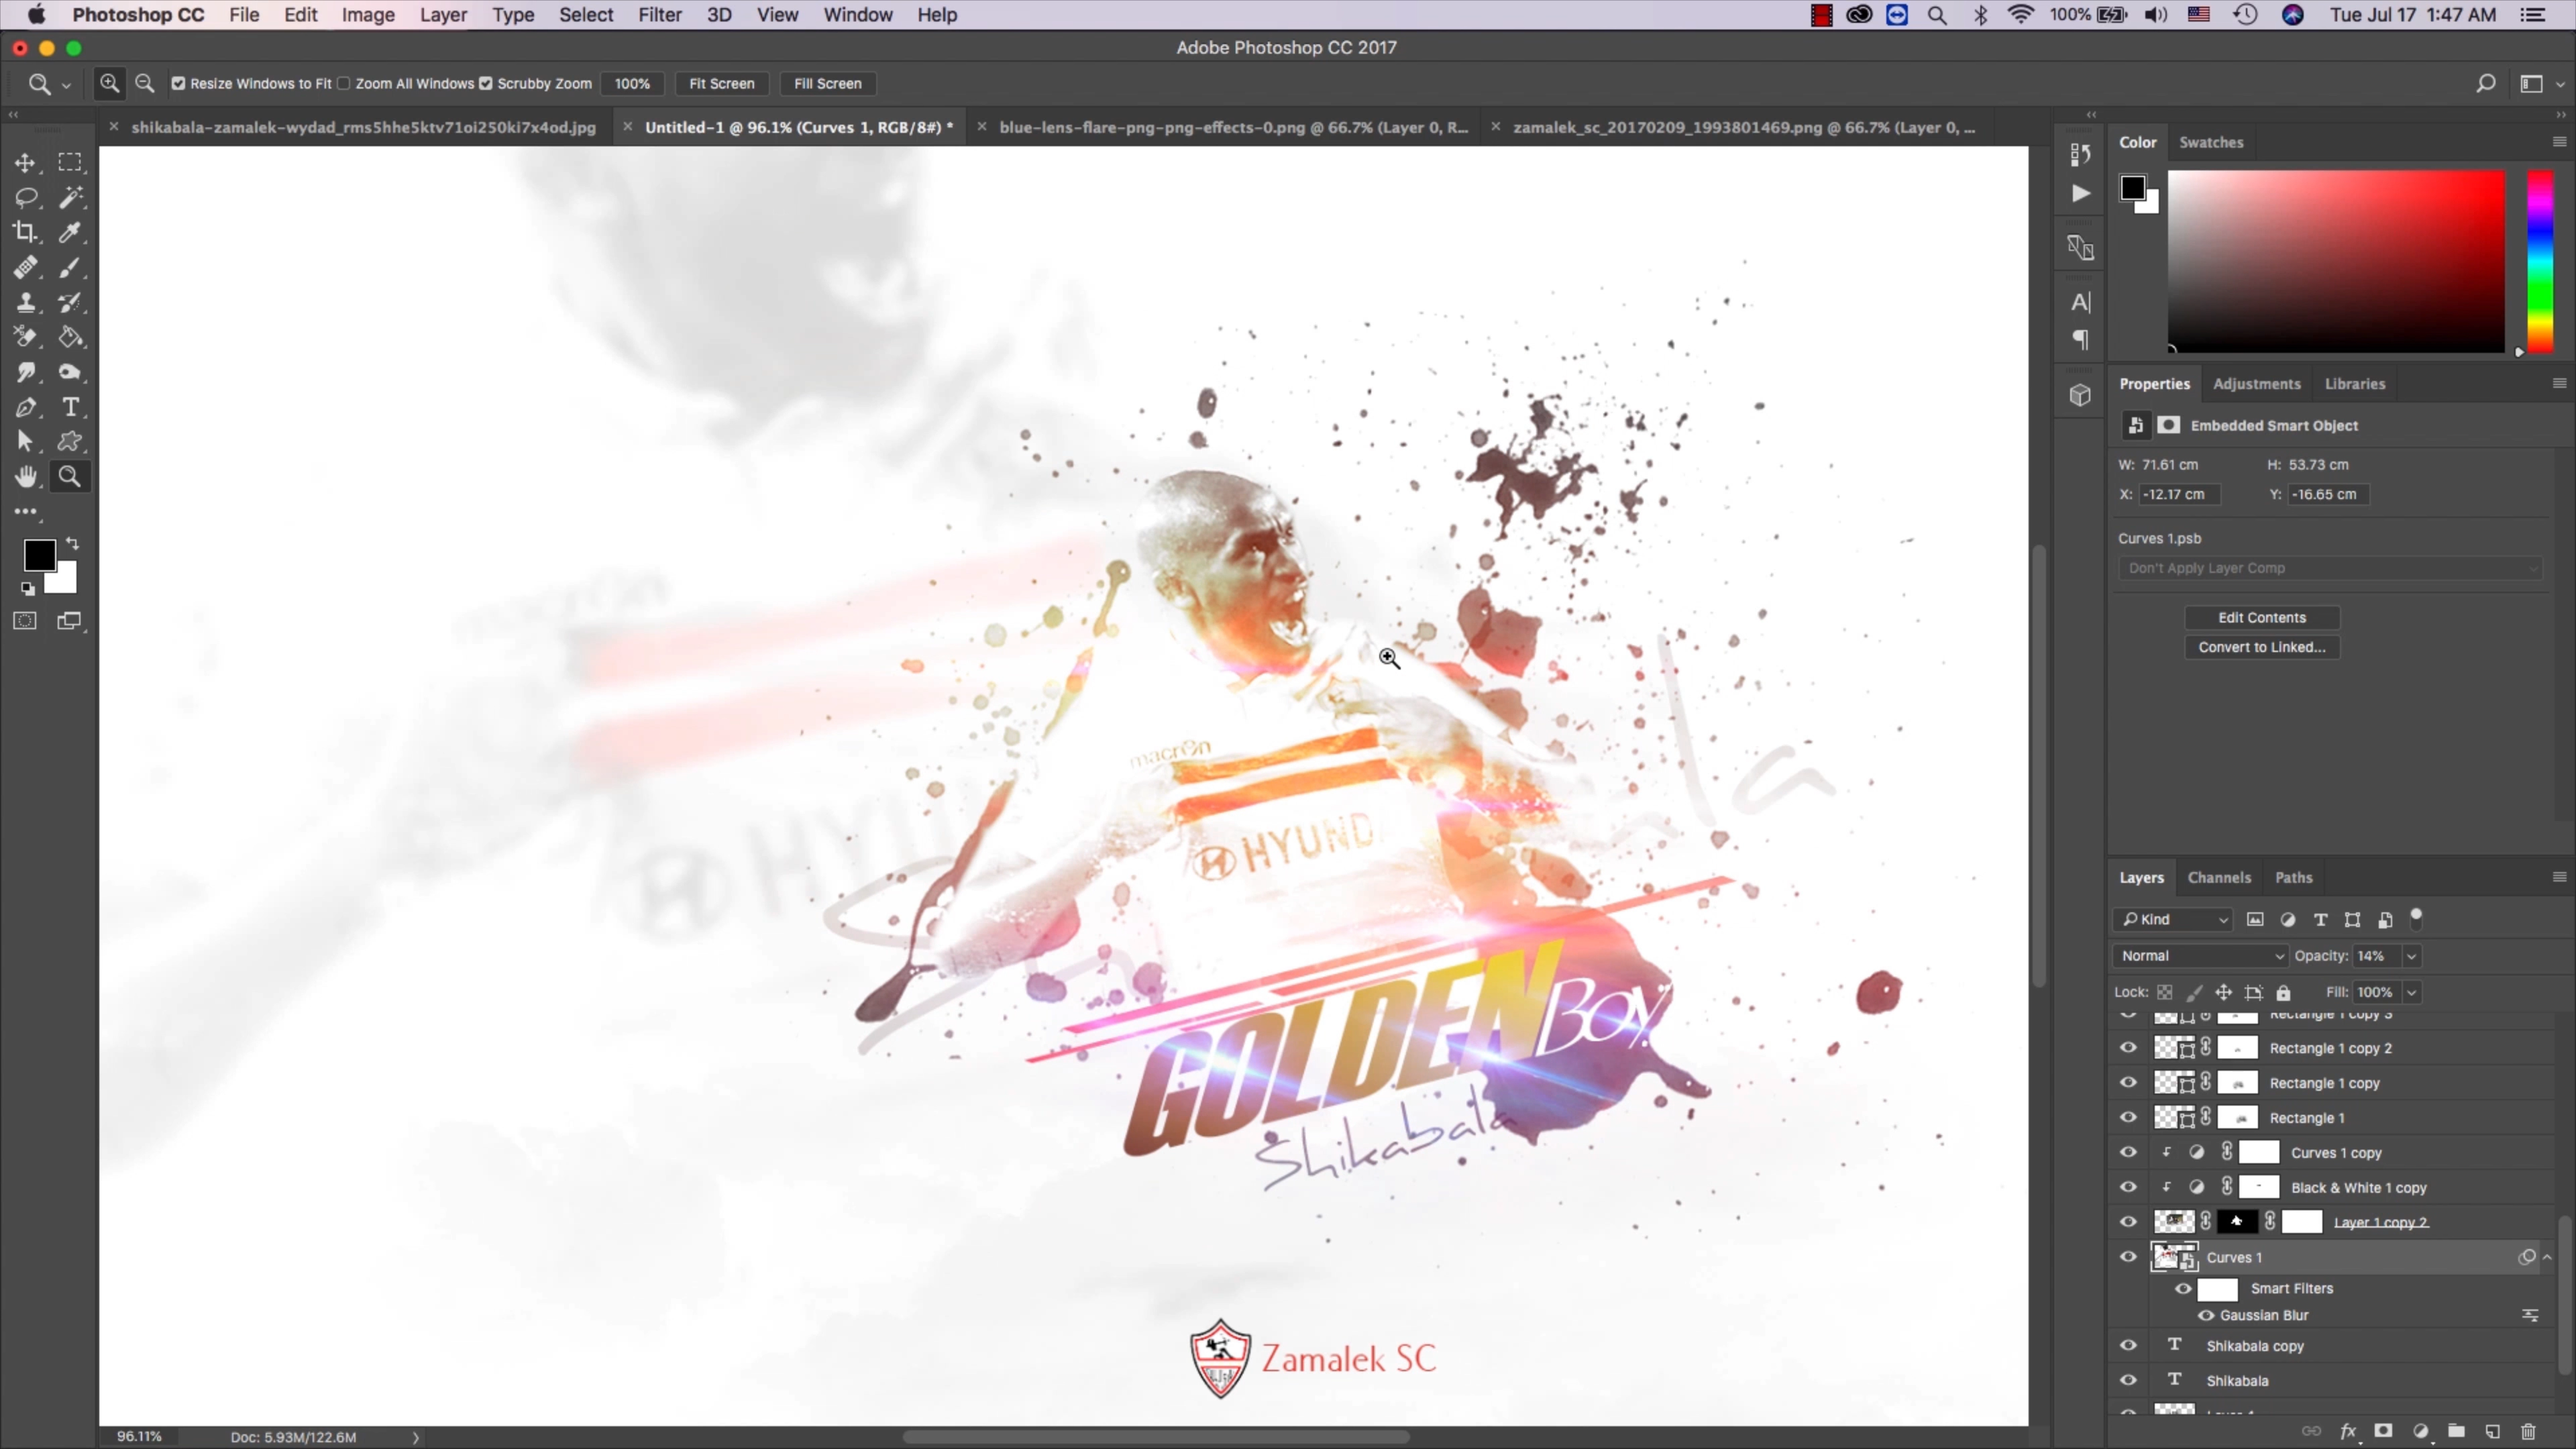 Photoshop CC File Edit Image Layer Type Select Filter 3D View Window Help 100% Tue Jul 17 1:47 AM
Adobe Photoshop CC 2017
Resize Windows to Fit Zoom All Windows Scrubby Zoom 100% Fit Screen Fill Screen
shikabala-zamalek-wydad_rms5hhe5ktv71oi250ki7x4od.jpg Untitled-1 @ 96.1% (Curves 1, RGB/8#) * blue-lens-flare-png-png-effects-0.png @ 66.7% (Layer 0, R... zamalek_sc_20170209_1993801469.png @ 66.7% (Layer 0, ...
Color Swatches
Properties Adjustments Libraries
Embedded Smart Object
W: 71.61 cm H: 53.73 cm
X: -12.17 cm Y: -16.65 cm
Curves 1.psb
Don't Apply Layer Comp
Edit Contents
Convert to Linked...
macron
macron
HYUND
HYU
GOLDEN BOY
Shikabala
Zamalek SC
Layers Channels Paths
Kind
Normal Opacity: 14%
Lock: Fill: 100%
Rectangle 1 copy 3
Rectangle 1 copy 2
Rectangle 1 copy
Rectangle 1
Curves 1 copy
Black & White 1 copy
Layer 1 copy 2
Curves 1
Smart Filters
Gaussian Blur
Shikabala copy
Shikabala
96.11% Doc: 5.93M/122.6M